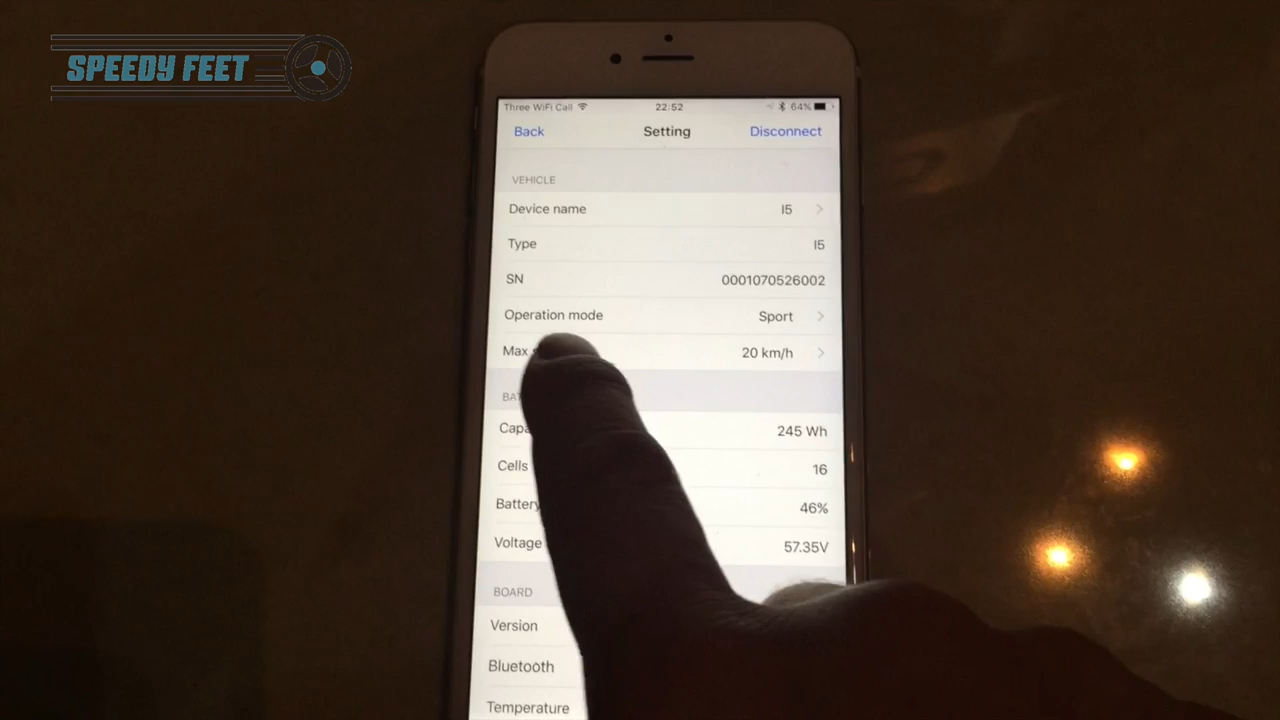 SPEEDY FEET
Three WiFi Call 22:52 64%
Back Setting Disconnect
VEHICLE
Device name I5
Type I5
SN 0001070526002
Operation mode Sport
Max 20 km/h
Capa 245 Wh
Cells 16
Battery 46%
Voltage 57.35V
BOARD
Version
Bluetooth
Temperature